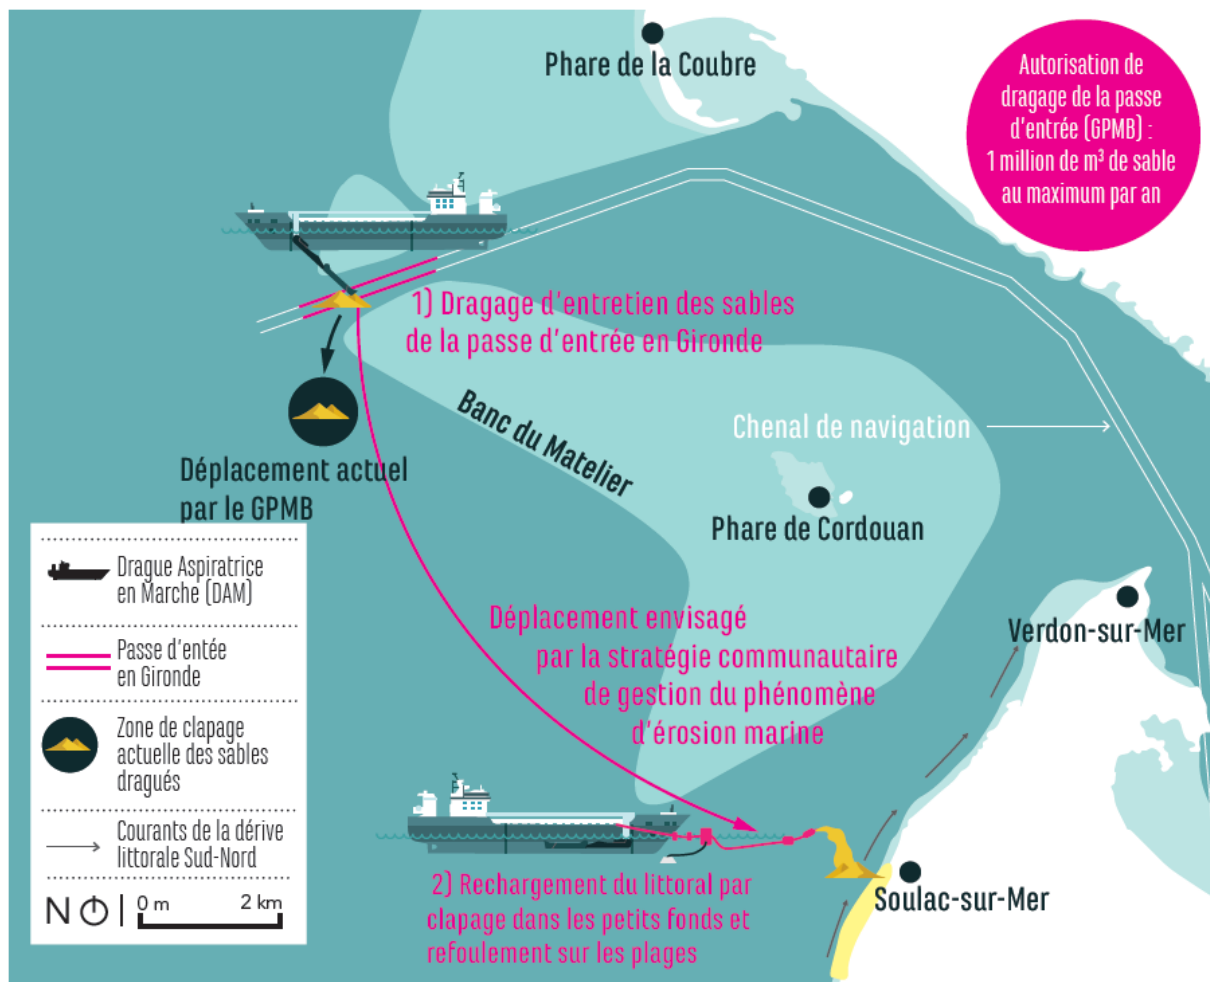 Phare de la Coubre
Autorisation de
dragage de la passe
d'entrée (GPMB) :
1 million de m³ de sable
au maximum par an
1) Dragage d'entretien des sables
de la passe d'entrée en Gironde
Banc du Matelier
Chenal de navigation
Déplacement actuel
par le GPMB
Phare de Cordouan
Drague Aspiratrice
en Marche (DAM)
Passe d'entée
en Gironde
Zone de clapage
actuelle des sables
dragués
Courants de la dérive
littorale Sud-Nord
N
0 m 2 km
Déplacement envisagé
par la stratégie communautaire
de gestion du phénomène
d'érosion marine
Verdon-sur-Mer
2) Rechargement du littoral par
clapage dans les petits fonds et
refoulement sur les plages
Soulac-sur-Mer